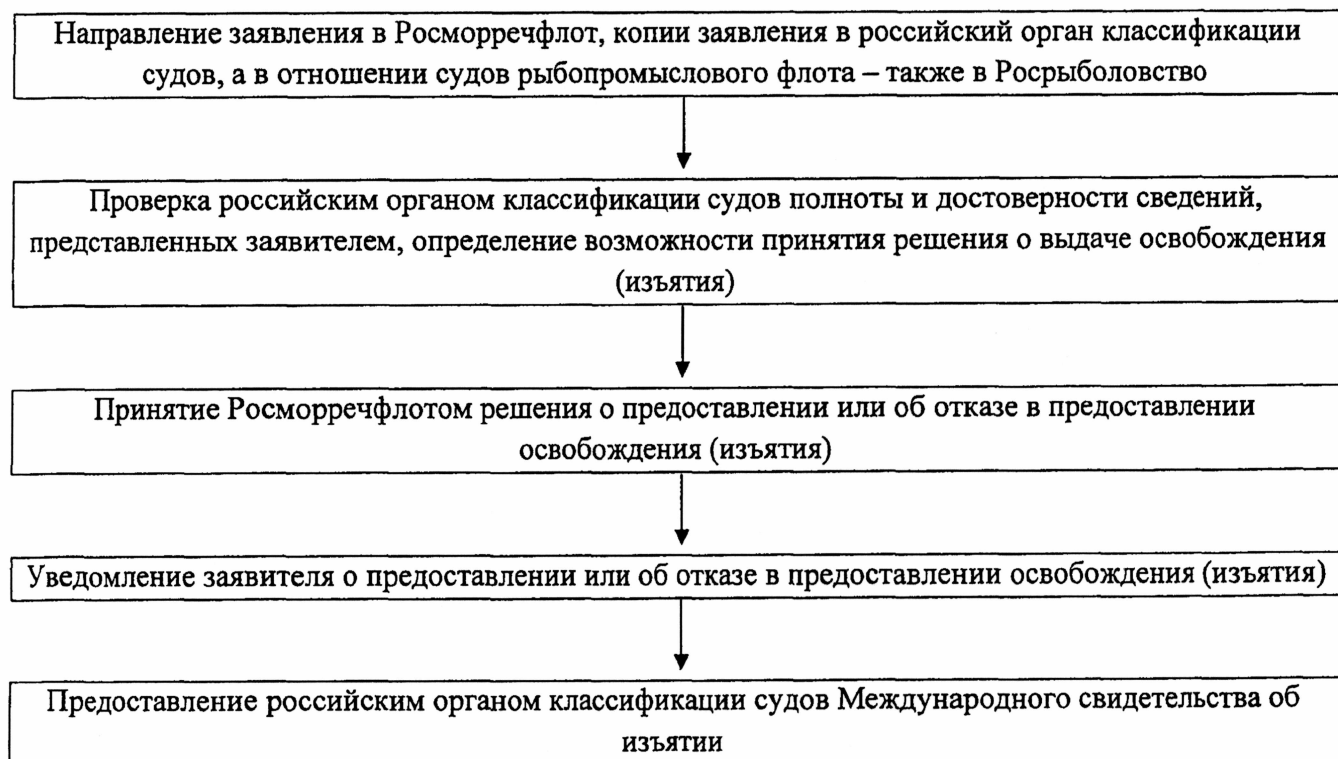 Направление заявления в Росморречфлот, копии заявления в российский орган классификации
судов, а в отношении судов рыбопромыслового флота – также в Росрыболовство
Проверка российским органом классификации судов полноты и достоверности сведений,
представленных заявителем, определение возможности принятия решения о выдаче освобождения
(изъятия)
Принятие Росморречфлотом решения о предоставлении или об отказе в предоставлении
освобождения (изъятия)
Уведомление заявителя о предоставлении или об отказе в предоставлении освобождения (изъятия)
Предоставление российским органом классификации судов Международного свидетельства об
изъятии